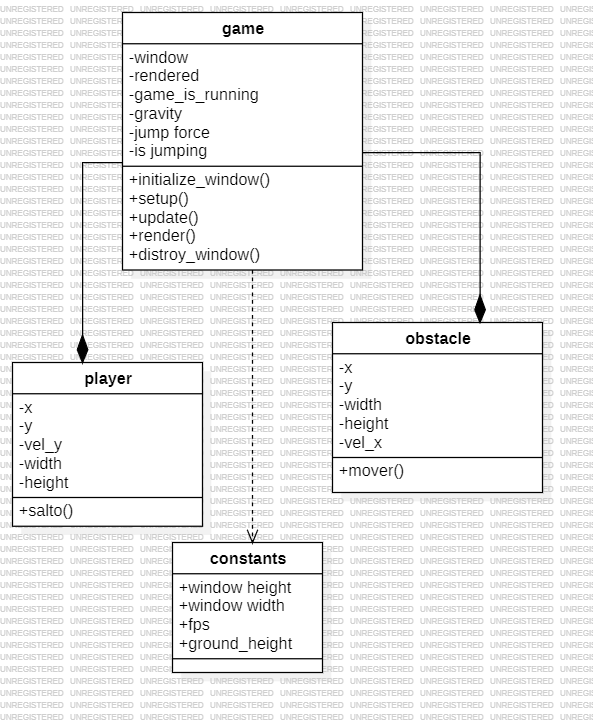 game
-window
-rendered
+game_is_running
-gravity
-jump force
-is jumping
+initialize_window()
+setup()
+update()
+render()
+distroy_window()
player
-x
-y
-vel_y
-width
-height
+salto()
obstacle
-x
-y
-width
-height
-vel_x
+mover()
constants
+window height
+window width
+fps
+ground_height
UNREGISTERED